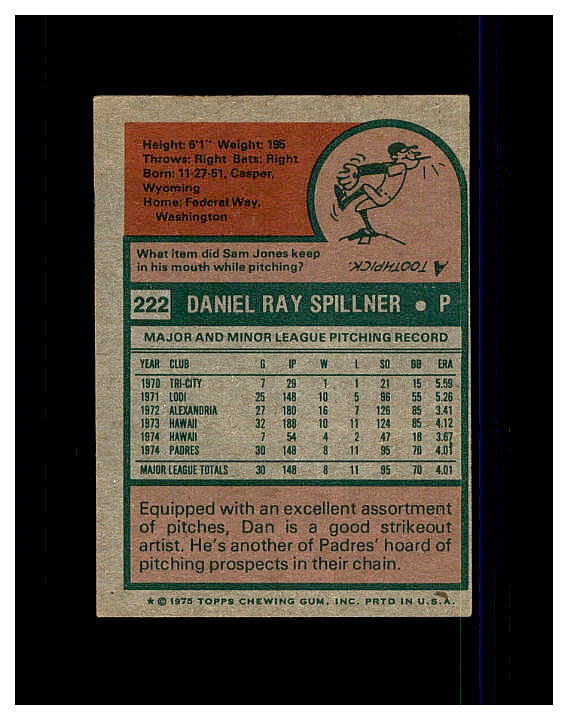 Height: 6'1" Weight: 195
Throws: Right Bats: Right
Born: 11-27-51, Casper,
Wyoming
Home: Federal Way,
Washington
What item did Sam Jones keep
in his mouth while pitching?
A TOOTHPICK.
222 DANIEL RAY SPILLNER • P
MAJOR AND MINOR LEAGUE PITCHING RECORD
YEAR CLUB G IP W L SO BB ERA
1970 TRI-CITY 7 29 1 1 21 15 5.59
1971 LODI 25 148 10 5 96 55 5.26
1972 ALEXANDRIA 27 180 16 7 126 85 3.41
1973 HAWAII 32 188 10 11 124 85 4.12
1974 HAWAII 7 54 4 2 47 18 3.67
1974 PADRES 30 148 8 11 95 70 4.01
MAJOR LEAGUE TOTALS 30 148 8 11 95 70 4.01
Equipped with an excellent assortment
of pitches, Dan is a good strikeout
artist. He's another of Padres' hoard of
pitching prospects in their chain.
★ © 1975 TOPPS CHEWING GUM, INC. PRTD IN U.S.A.